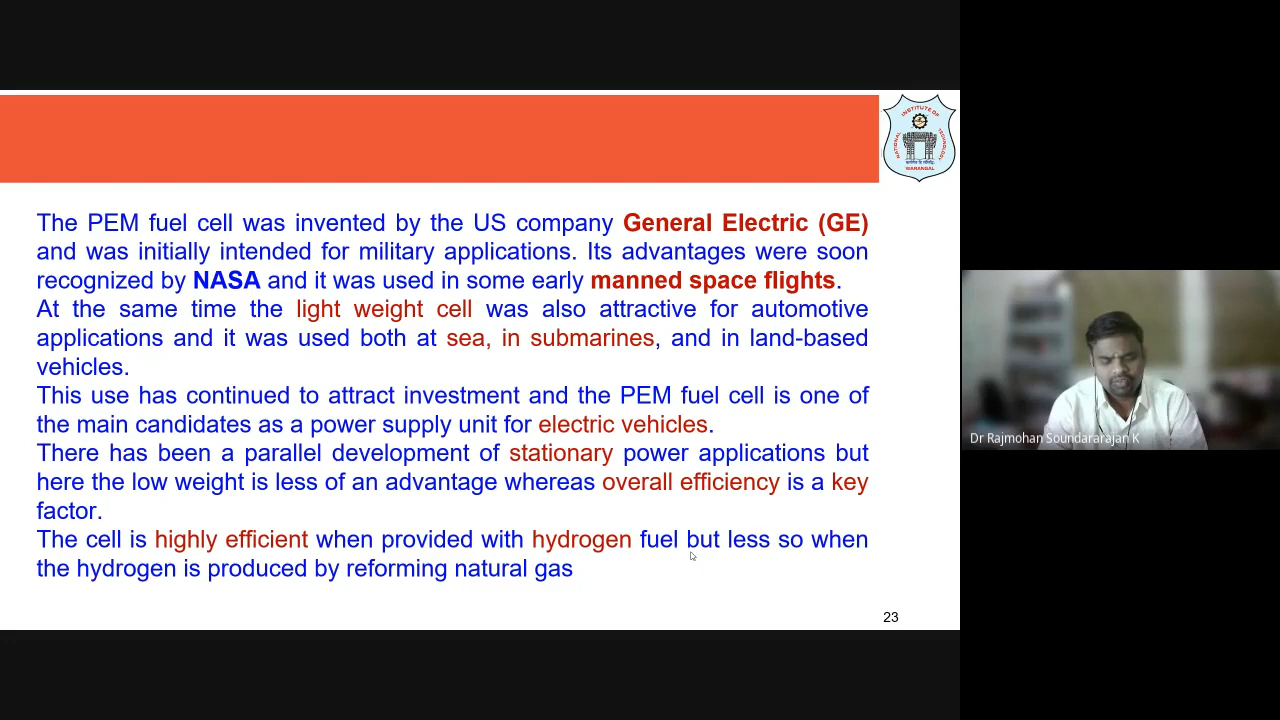 INSTITUTE OF
NATIONAL
TECHNOLOGY
WARANGAL
The PEM fuel cell was invented by the US company General Electric (GE)
and was initially intended for military applications. Its advantages were soon
recognized by NASA and it was used in some early manned space flights.
At the same time the light weight cell was also attractive for automotive
applications and it was used both at sea, in submarines, and in land-based
vehicles.
This use has continued to attract investment and the PEM fuel cell is one of
the main candidates as a power supply unit for electric vehicles.
There has been a parallel development of stationary power applications but
here the low weight is less of an advantage whereas overall efficiency is a key
factor.
The cell is highly efficient when provided with hydrogen fuel but less so when
the hydrogen is produced by reforming natural gas
23
Dr Rajmohan Soundararajan K